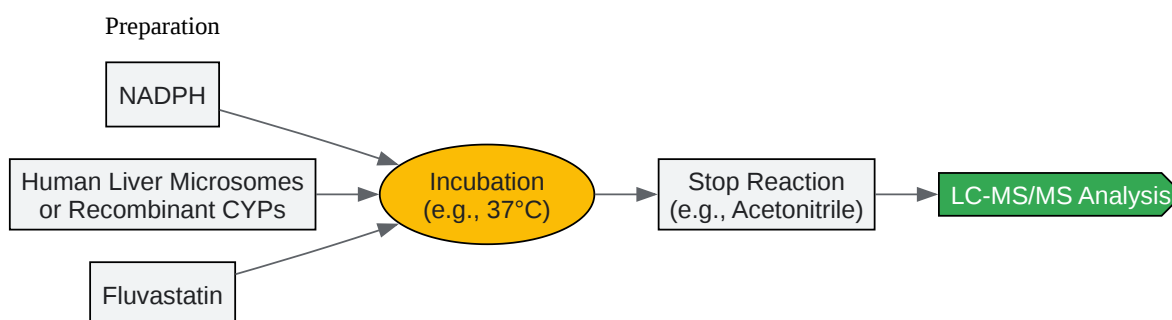 Preparation
NADPH
Human Liver Microsomes
or Recombinant CYPs
Fluvastatin
Incubation
(e.g., 37°C)
Stop Reaction
(e.g., Acetonitrile)
LC-MS/MS Analysis